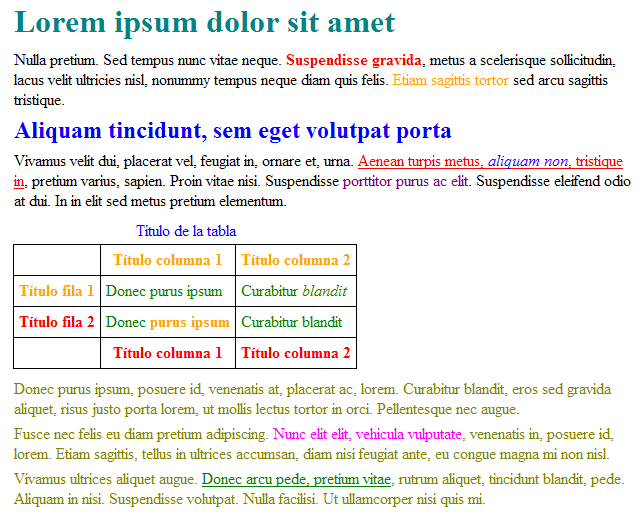 Lorem ipsum dolor sit amet
Nulla pretium. Sed tempus nunc vitae neque. Suspendisse gravida, metus a scelerisque sollicitudin,
lacus velit ultricies nisl, nonummy tempus neque diam quis felis. Etiam sagittis tortor sed arcu sagittis
tristique.
Aliquam tincidunt, sem eget volutpat porta
Vivamus velit dui, placerat vel, feugiat in, ornare et, urna. Aenean turpis metus, aliquam non, tristique
in, pretium varius, sapien. Proin vitae nisi. Suspendisse porttitor purus ac elit. Suspendisse eleifend odio
at dui. In in elit sed metus pretium elementum.
Titulo de la tabla
Título columna 1 Título columna 2
Título fila 1 Donec purus ipsum Curabitur blandit
Título fila 2 Donec purus ipsum Curabitur blandit
Título columna 1 Título columna 2
Donec purus ipsum, posuere id, venenatis at, placerat ac, lorem. Curabitur blandit, eros sed gravida
aliquet, risus justo porta lorem, ut mollis lectus tortor in orci. Pellentesque nec augue.
Fusce nec felis eu diam pretium adipiscing. Nunc elit elit, vehicula vulputate, venenatis in, posuere id,
lorem. Etiam sagittis, tellus in ultrices accumsan, diam nisi feugiat ante, eu congue magna mi non nisl.
Vivamus ultrices aliquet augue. Donec arcu pede, pretium vitae, rutrum aliquet, tincidunt blandit, pede.
Aliquam in nisi. Suspendisse volutpat. Nulla facilisi. Ut ullamcorper nisi quis mi.